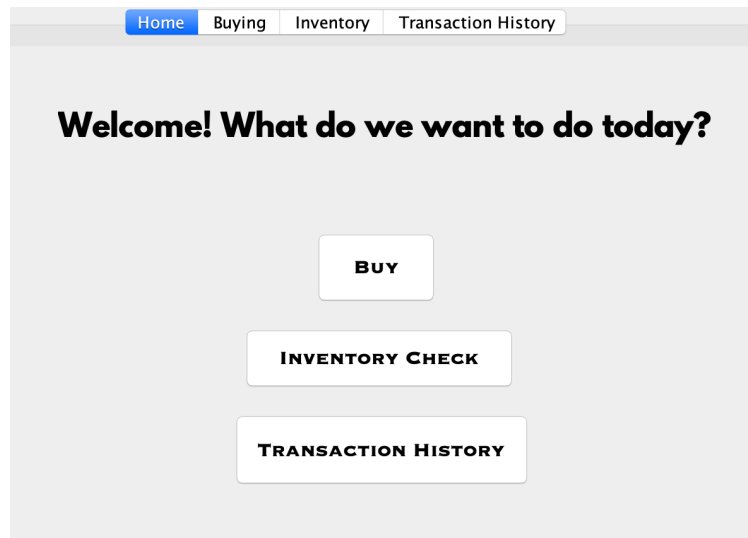 Home Buying Inventory Transaction History
Welcome! What do we want to do today?
Buy
Inventory Check
Transaction History